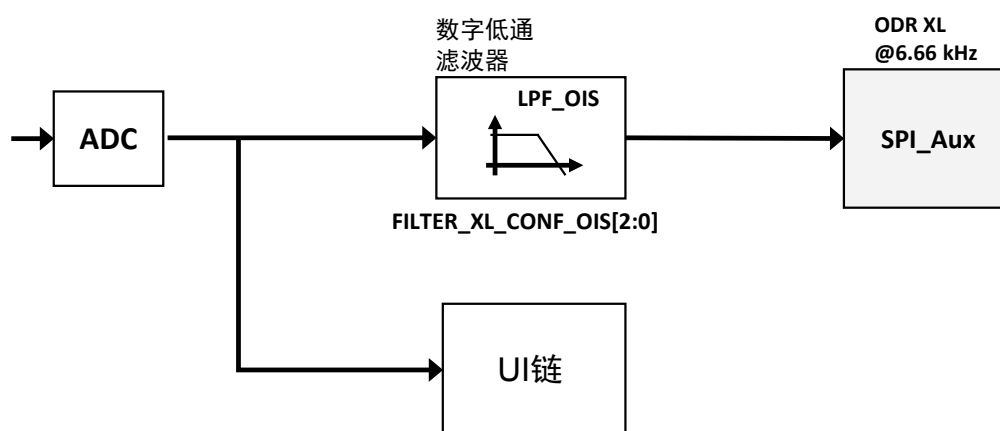 数字低通
滤波器
ODR XL
@6.66 kHz
ADC
LPF_OIS
SPI_Aux
FILTER_XL_CONF_OIS[2:0]
UI链